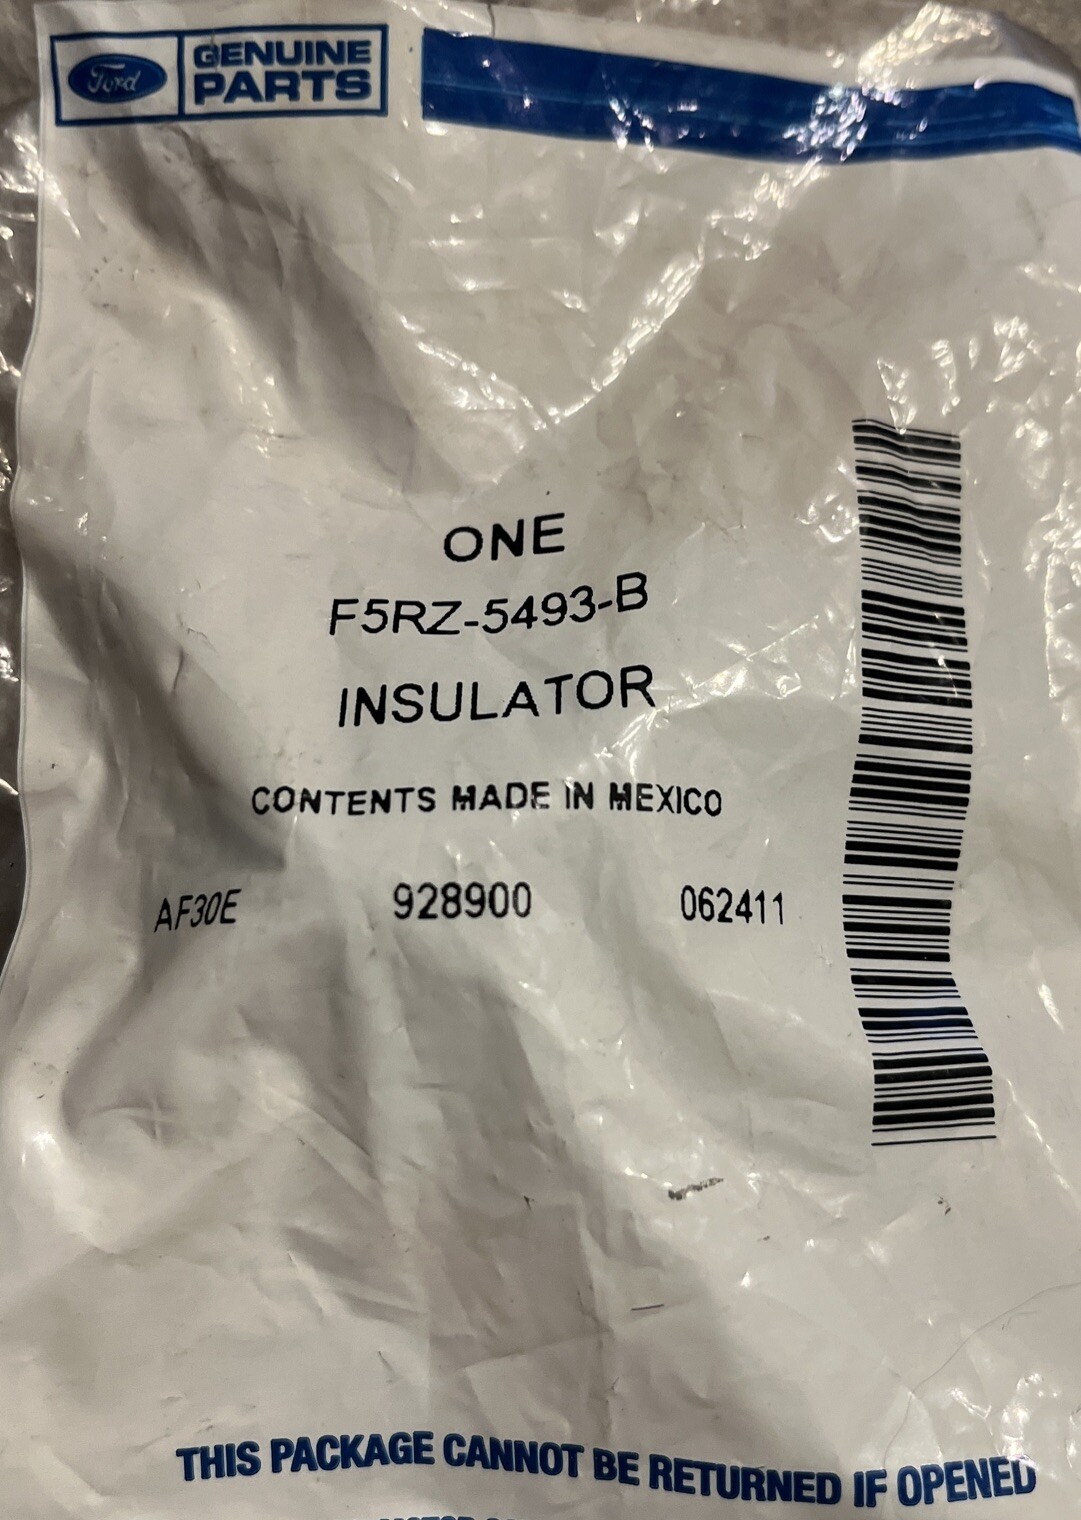 Ford
GENUINE
PARTS
ONE
F5RZ-5493-B
INSULATOR
CONTENTS MADE IN MEXICO
AF30E 928900 062411
THIS PACKAGE CANNOT BE RETURNED IF OPENED